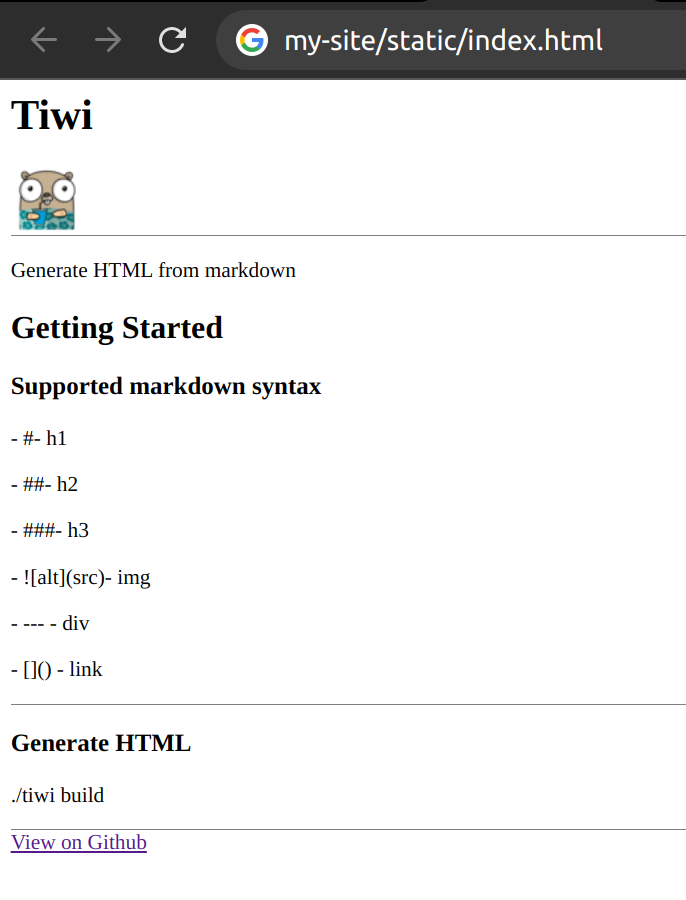 my-site/static/index.html
Tiwi
Generate HTML from markdown
Getting Started
Supported markdown syntax
- #- h1
- ##- h2
- ###- h3
- ![alt](src)- img
- --- - div
- []() - link
Generate HTML
./tiwi build
View on Github